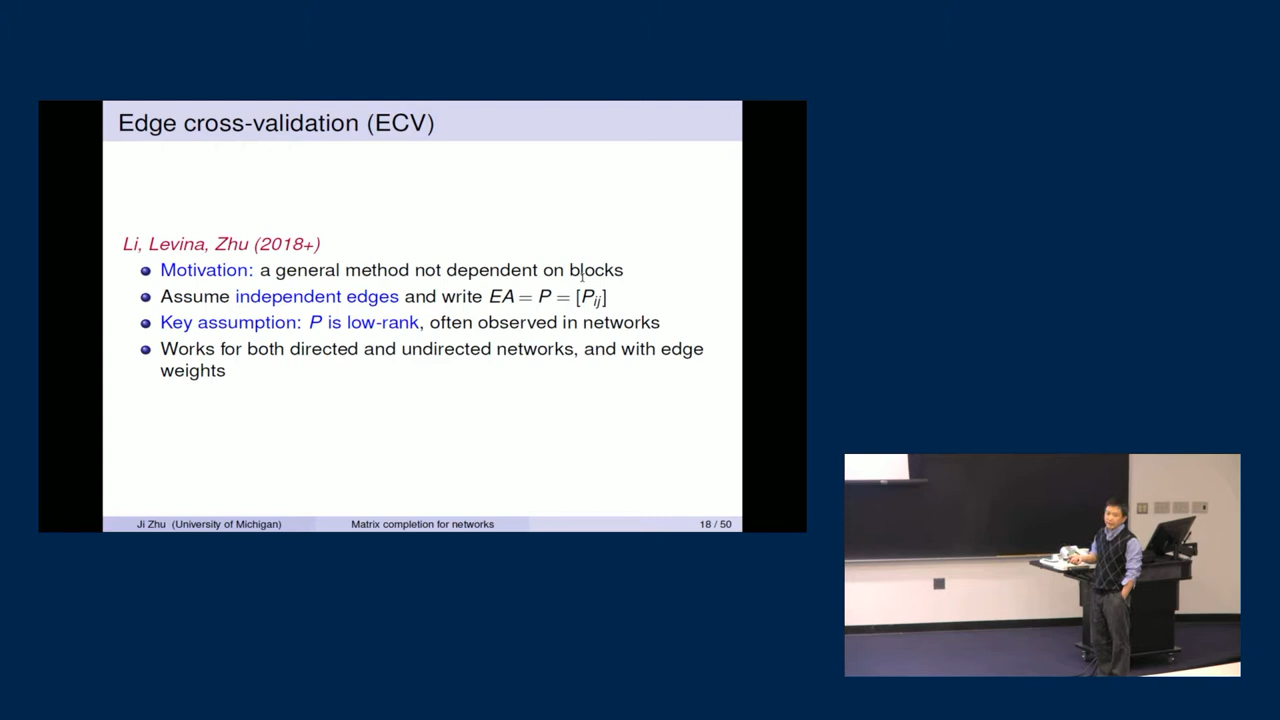 Edge cross-validation (ECV)
Li, Levina, Zhu (2018+)
Motivation: a general method not dependent on blocks
Assume independent edges and write EA = P = [Pij]
Key assumption: P is low-rank, often observed in networks
Works for both directed and undirected networks, and with edge
weights
Ji Zhu (University of Michigan) Matrix completion for networks 18 / 50